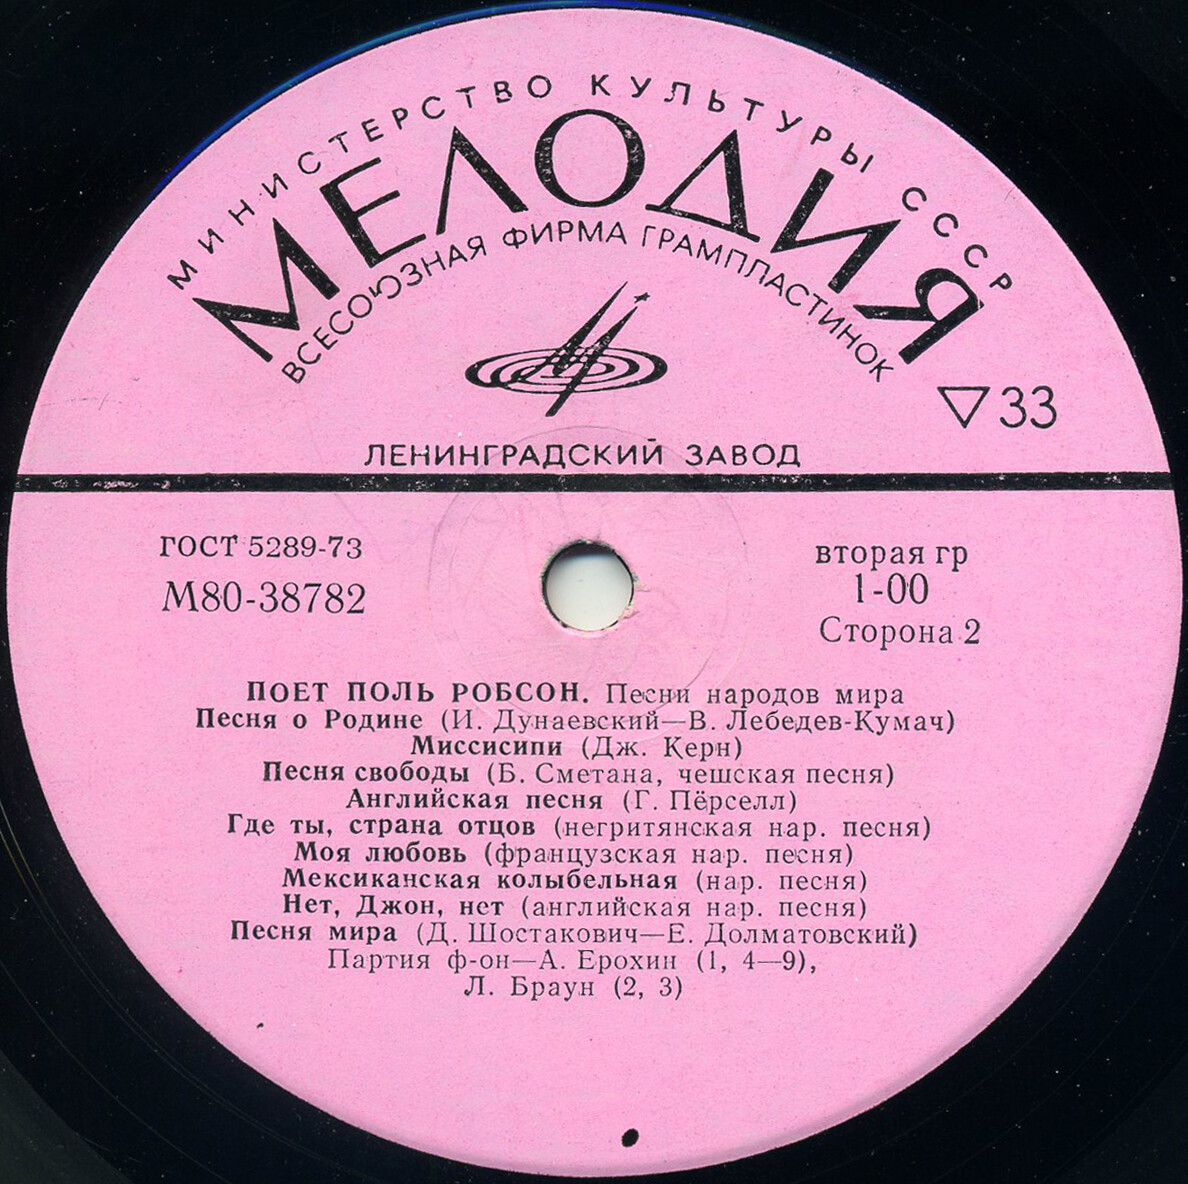 МИНИСТЕРСТВО КУЛЬТУРЫ СССР
МЕЛОДИЯ
ВСЕСОЮЗНАЯ ФИРМА ГРАМПЛАСТИНОК
▽33
ЛЕНИНГРАДСКИЙ ЗАВОД
ГОСТ 5289-73
М80-38782
вторая гр
1-00
Сторона 2
ПОЕТ ПОЛЬ РОБСОН. Песни народов мира
Песня о Родине (И. Дунаевский—В. Лебедев-Кумач)
Миссисипи (Дж. Керн)
Песня свободы (Б. Сметана, чешская песня)
Английская песня (Г. Пёрселл)
Где ты, страна отцов (негритянская нар. песня)
Моя любовь (французская нар. песня)
Мексиканская колыбельная (нар. песня)
Нет, Джон, нет (английская нар. песня)
Песня мира (Д. Шостакович—Е. Долматовский)
Партия ф-он—А. Ерохин (1, 4—9),
Л. Браун (2, 3)